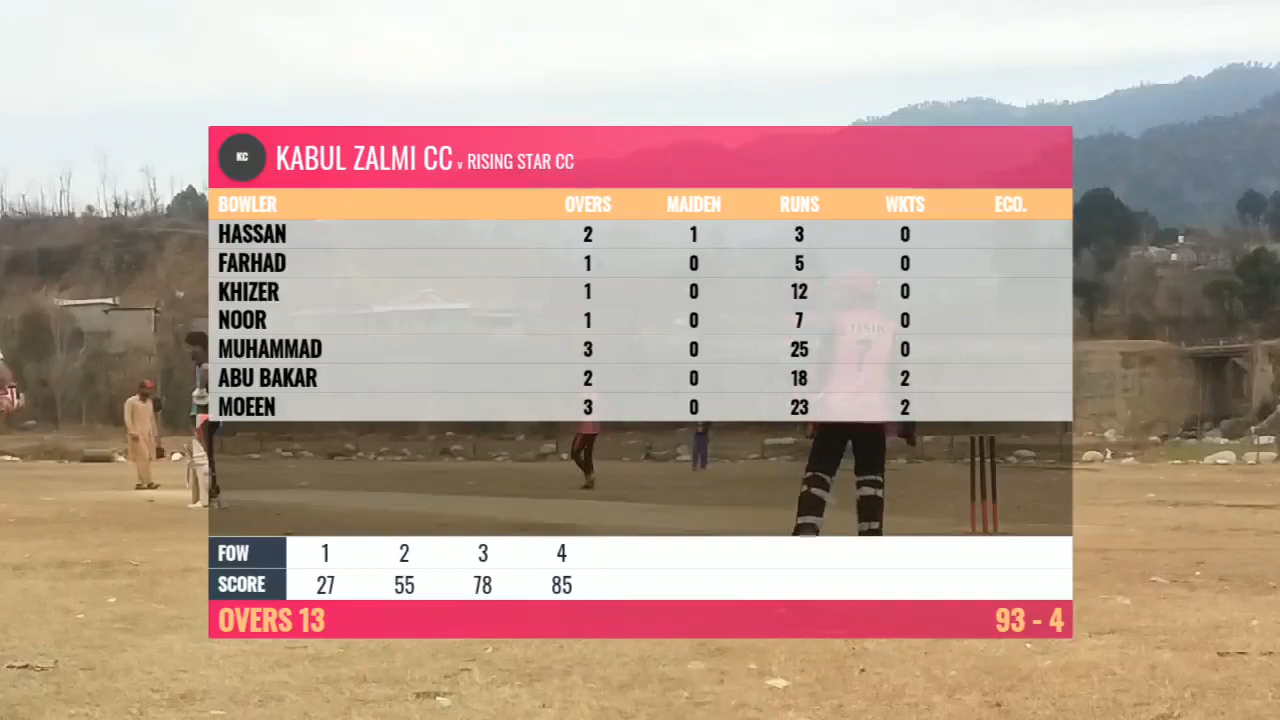 KC KABUL ZALMI CC v RISING STAR CC
BOWLER OVERS MAIDEN RUNS WKTS ECO.
HASSAN 2 1 3 0
FARHAD 1 0 5 0
KHIZER 1 0 12 0
NOOR 1 0 7 0
MUHAMMAD 3 0 25 0
ABU BAKAR 2 0 18 2
MOEEN 3 0 23 2
YASIR
7
FOW 1 2 3 4
SCORE 27 55 78 85
OVERS 13 93 - 4